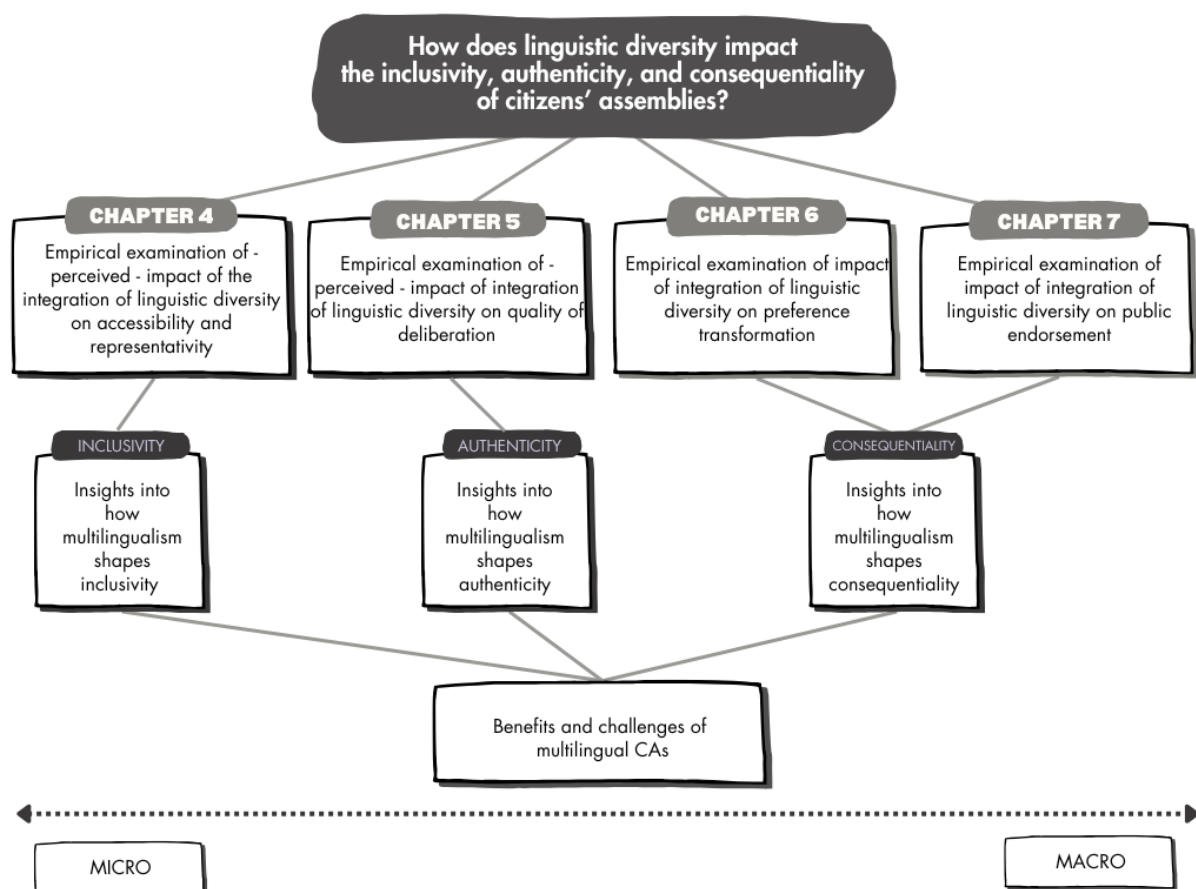 How does linguistic diversity impact
the inclusivity, authenticity, and consequentiality
of citizens’ assemblies?
CHAPTER 4
Empirical examination of -
perceived - impact of the
integration of linguistic diversity
on accessibility and
representativity
CHAPTER 5
Empirical examination of -
perceived - impact of integration
of linguistic diversity on quality of
deliberation
CHAPTER 6
Empirical examination of impact
of integration of linguistic
diversity on preference
transformation
CHAPTER 7
Empirical examination of
impact of integration of
linguistic diversity on public
endorsement
INCLUSIVITY
Insights into
how
multilingualism
shapes
inclusivity
AUTHENTICITY
Insights into
how
multilingualism
shapes
authenticity
CONSEQUENTIALITY
Insights into
how
multilingualism
shapes
consequentiality
Benefits and challenges of
multilingual CAs
MICRO
MACRO